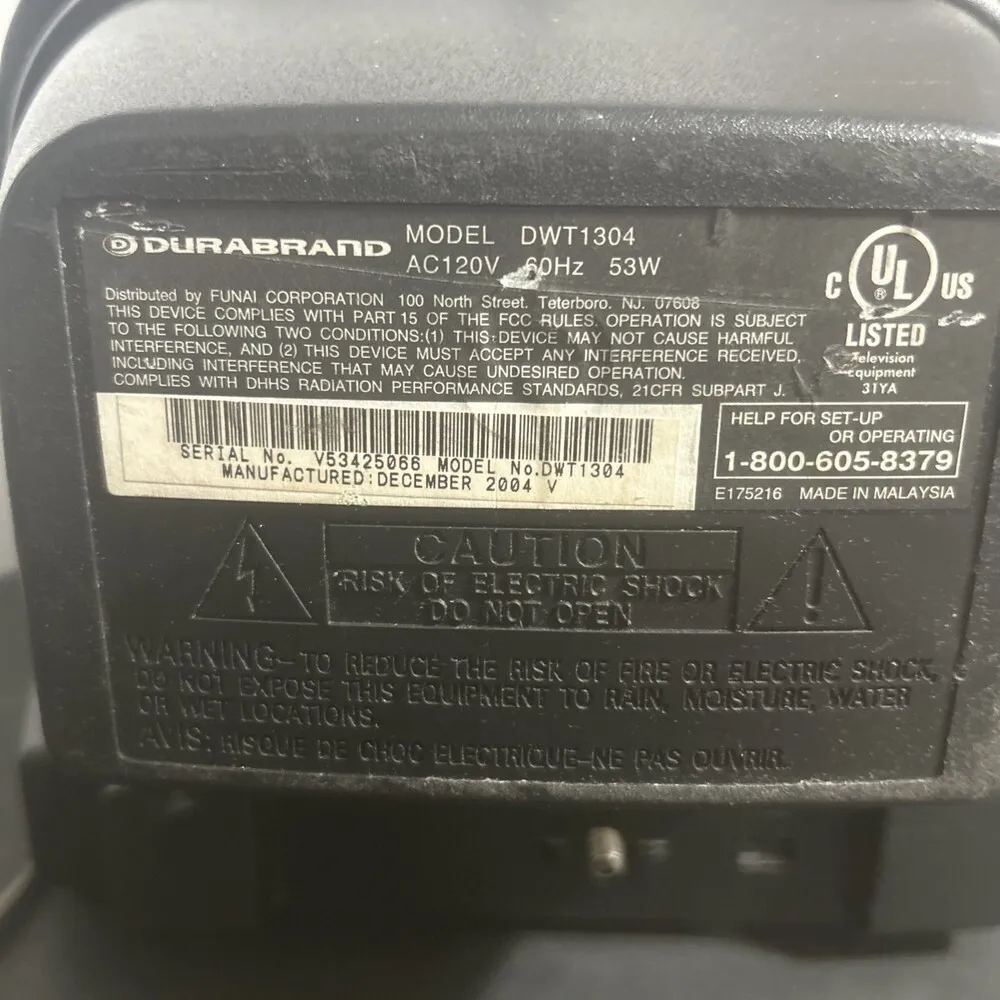 DURABRAND
MODEL DWT1304
AC120V 60Hz 53W
Distributed by FUNAI CORPORATION 100 North Street, Teterboro, NJ, 07608
THIS DEVICE COMPLIES WITH PART 15 OF THE FCC RULES. OPERATION IS SUBJECT
TO THE FOLLOWING TWO CONDITIONS:(1) THIS DEVICE MAY NOT CAUSE HARMFUL
INTERFERENCE, AND (2) THIS DEVICE MUST ACCEPT ANY INTERFERENCE RECEIVED,
INCLUDING INTERFERENCE THAT MAY CAUSE UNDESIRED OPERATION.
COMPLIES WITH DHHS RADIATION PERFORMANCE STANDARDS, 21CFR SUBPART J.
C UL ® US
LISTED
Television
Equipment
31YA
SERIAL No. V53425066 MODEL No.DWT1304
MANUFACTURED:DECEMBER 2004 V
HELP FOR SET-UP
OR OPERATING
1-800-605-8379
E175216 MADE IN MALAYSIA
CAUTION
RISK OF ELECTRIC SHOCK
DO NOT OPEN
WARNING-TO REDUCE THE RISK OF FIRE OR ELECTRIC SHOCK,
DO NOT EXPOSE THIS EQUIPMENT TO RAIN, MOISTURE, WATER
OR WET LOCATIONS.
AVIS: RISQUE DE CHOC ELECTRIQUE-NE PAS OUVRIR.